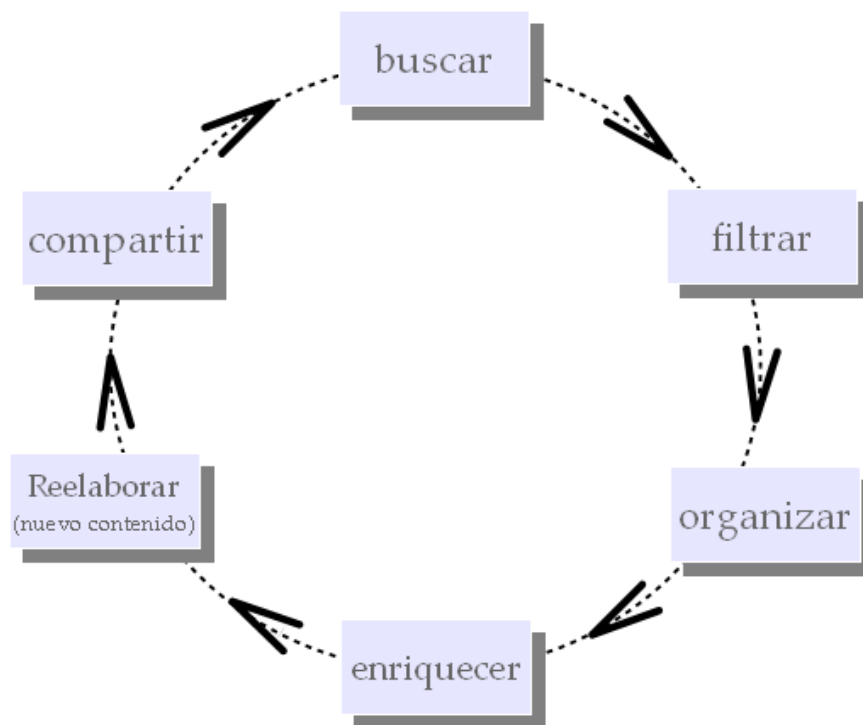 buscar
filtrar
organizar
enriquecer
Reelaborar
(nuevo contenido)
compartir